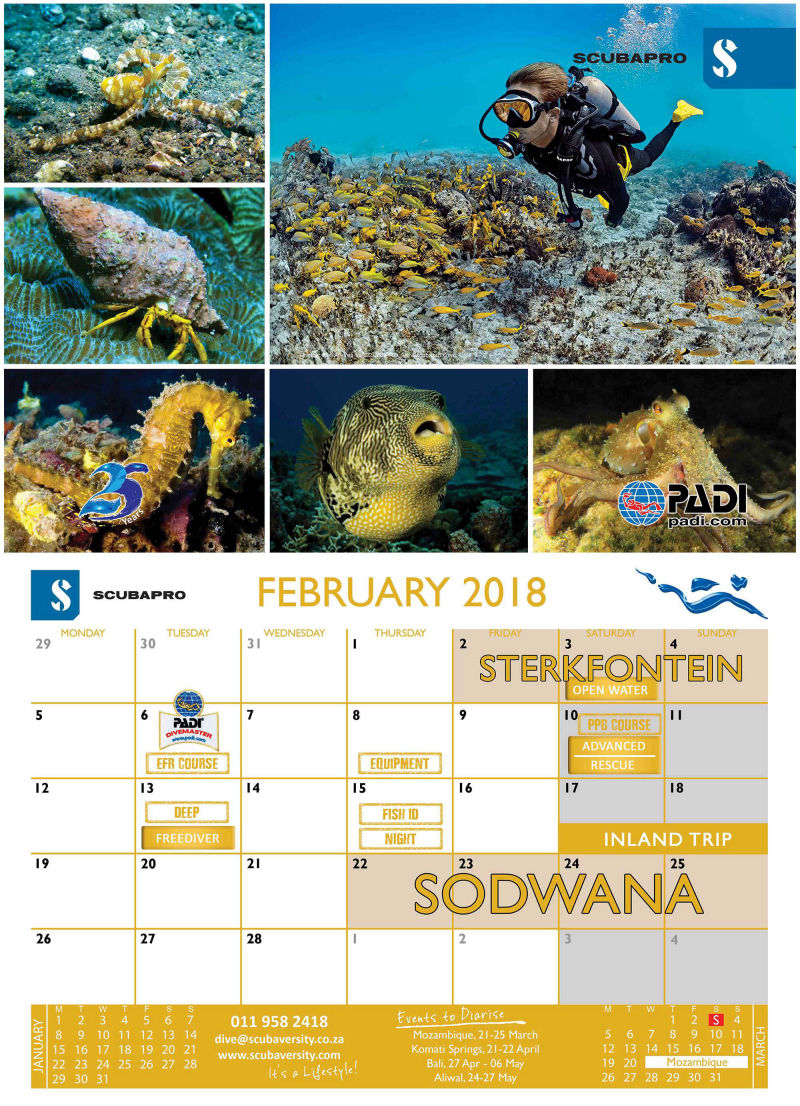 SCUBAPRO
S
SCUBAPRO
25
Years
PADI
padi.com
S
SCUBAPRO
FEBRUARY 2018
MONDAY TUESDAY WEDNESDAY THURSDAY FRIDAY SATURDAY SUNDAY
29 30 31 1 2 3 4
STERKFONTEIN
OPEN WATER
5 6 7 8 9 10 11
PADI
DIVEMASTER
www.padi.com
EFR COURSE
EQUIPMENT
PPB COURSE
ADVANCED
RESCUE
12 13 14 15 16 17 18
DEEP
FREEDIVER
FISH ID
NIGHT
INLAND TRIP
19 20 21 22 23 24 25
SODWANA
26 27 28 1 2 3 4
JANUARY
M T W T F S S
1 2 3 4 5 6 7
8 9 10 11 12 13 14
15 16 17 18 19 20 21
22 23 24 25 26 27 28
29 30 31
011 958 2418
dive@scubaversity.co.za
www.scubaversity.com
It's a Lifestyle!
Events to Diarise
Mozambique, 21-25 March
Komati Springs, 21-22 April
Bali, 27 Apr - 06 May
Aliwal, 24-27 May
M T W T F S S
1 2 S 4
5 6 7 8 9 10 11
12 13 14 15 16 17 18
19 20 Mozambique
26 27 28 29 30 31
MARCH